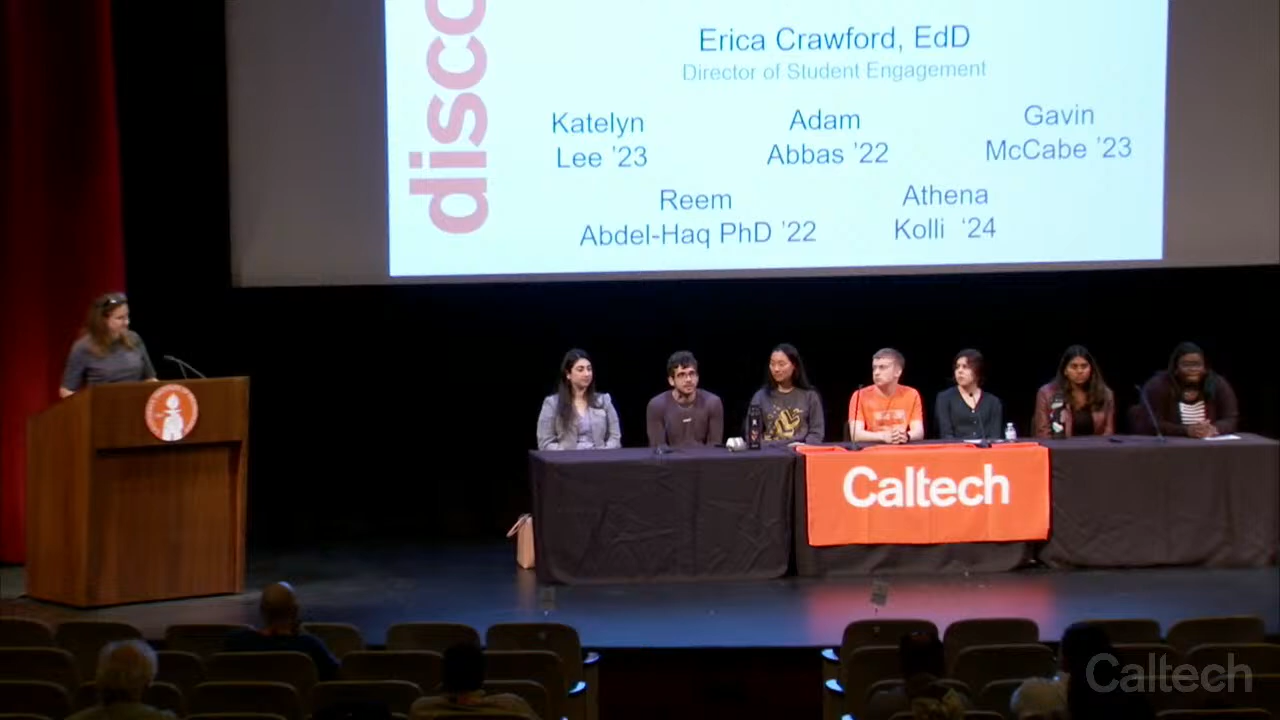 disco
Erica Crawford, EdD
Director of Student Engagement
Katelyn
Lee ’23
Adam
Abbas ’22
Gavin
McCabe ’23
Reem
Abdel-Haq PhD ’22
Athena
Kolli ‘24
Caltech
Caltech